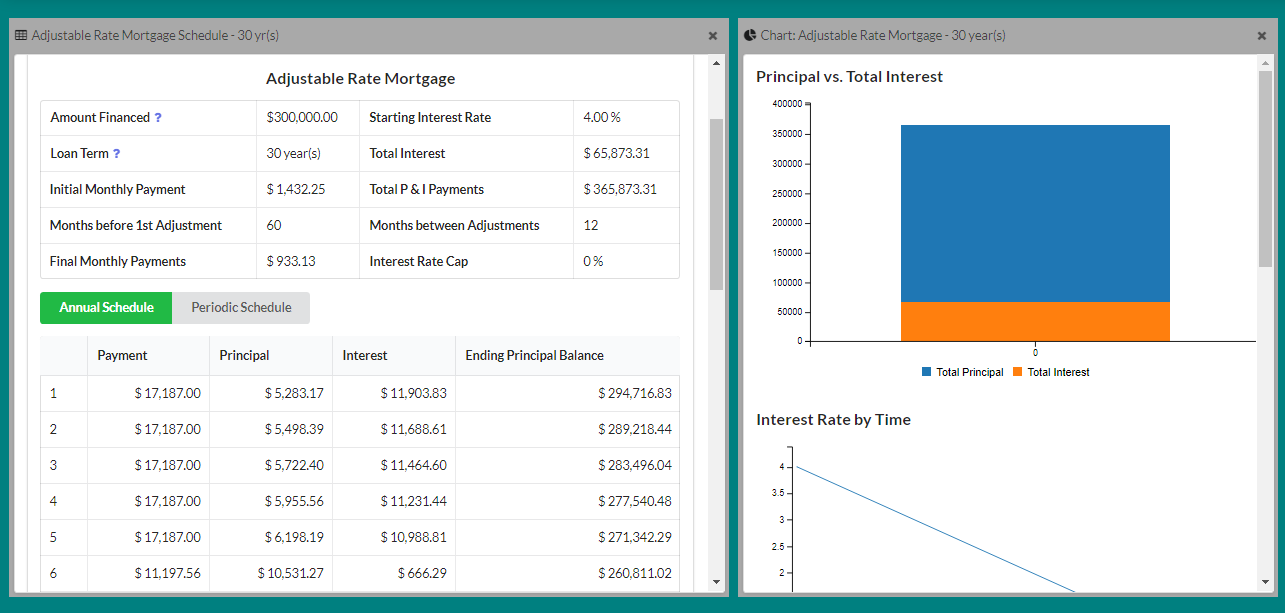 Adjustable Rate Mortgage Schedule - 30 yr(s)
Adjustable Rate Mortgage
Amount Financed ? $300,000.00 Starting Interest Rate 4.00 %
Loan Term ? 30 year(s) Total Interest $ 65,873.31
Initial Monthly Payment $ 1,432.25 Total P & I Payments $ 365,873.31
Months before 1st Adjustment 60 Months between Adjustments 12
Final Monthly Payments $ 933.13 Interest Rate Cap 0 %
Annual Schedule Periodic Schedule
Payment Principal Interest Ending Principal Balance
1 $ 17,187.00 $ 5,283.17 $ 11,903.83 $ 294,716.83
2 $ 17,187.00 $ 5,498.39 $ 11,688.61 $ 289,218.44
3 $ 17,187.00 $ 5,722.40 $ 11,464.60 $ 283,496.04
4 $ 17,187.00 $ 5,955.56 $ 11,231.44 $ 277,540.48
5 $ 17,187.00 $ 6,198.19 $ 10,988.81 $ 271,342.29
6 $ 11,197.56 $ 10,531.27 $ 666.29 $ 260,811.02
Chart: Adjustable Rate Mortgage - 30 year(s)
Principal vs. Total Interest
400000
350000
300000
250000
200000
150000
100000
50000
0
0
Total Principal Total Interest
Interest Rate by Time
4
3.5
3
2.5
2